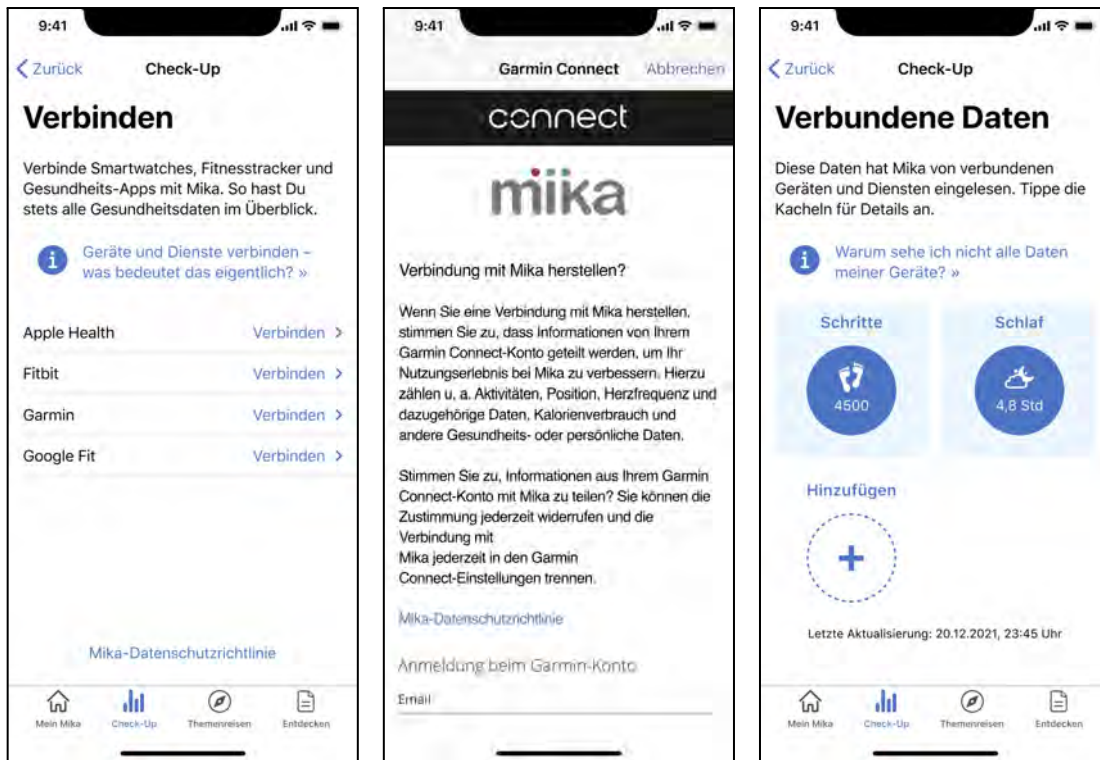 9:41
Zurück Check-Up
Verbinden
Verbinde Smartwatches, Fitnesstracker und
Gesundheits-Apps mit Mika. So hast Du
stets alle Gesundheitsdaten im Überblick.
Geräte und Dienste verbinden –
was bedeutet das eigentlich? »
Apple Health Verbinden >
Fitbit Verbinden >
Garmin Verbinden >
Google Fit Verbinden >
Mika-Datenschutzrichtlinie
Mein Mika Check-Up Themenreisen Entdecken
9:41
Garmin Connect Abbrechen
connect
mika
Verbindung mit Mika herstellen?
Wenn Sie eine Verbindung mit Mika herstellen,
stimmen Sie zu, dass Informationen von Ihrem
Garmin Connect-Konto geteilt werden, um Ihr
Nutzungserlebnis bei Mika zu verbessern. Hierzu
zählen u. a. Aktivitäten, Position, Herzfrequenz und
dazugehörige Daten, Kalorienverbrauch und
andere Gesundheits- oder persönliche Daten.
Stimmen Sie zu, Informationen aus Ihrem Garmin
Connect-Konto mit Mika zu teilen? Sie können die
Zustimmung jederzeit widerrufen und die
Verbindung mit
Mika jederzeit in den Garmin
Connect-Einstellungen trennen.
Mika-Datenschutzrichtlinie
Anmeldung beim Garmin-Konto
Email
9:41
Zurück Check-Up
Verbundene Daten
Diese Daten hat Mika von verbundenen
Geräten und Diensten eingelesen. Tippe die
Kacheln für Details an.
Warum sehe ich nicht alle Daten
meiner Geräte? »
Schritte Schlaf
4500 4,8 Std
Hinzufügen
Letzte Aktualisierung: 20.12.2021, 23:45 Uhr
Mein Mika Check-Up Themenreisen Entdecken